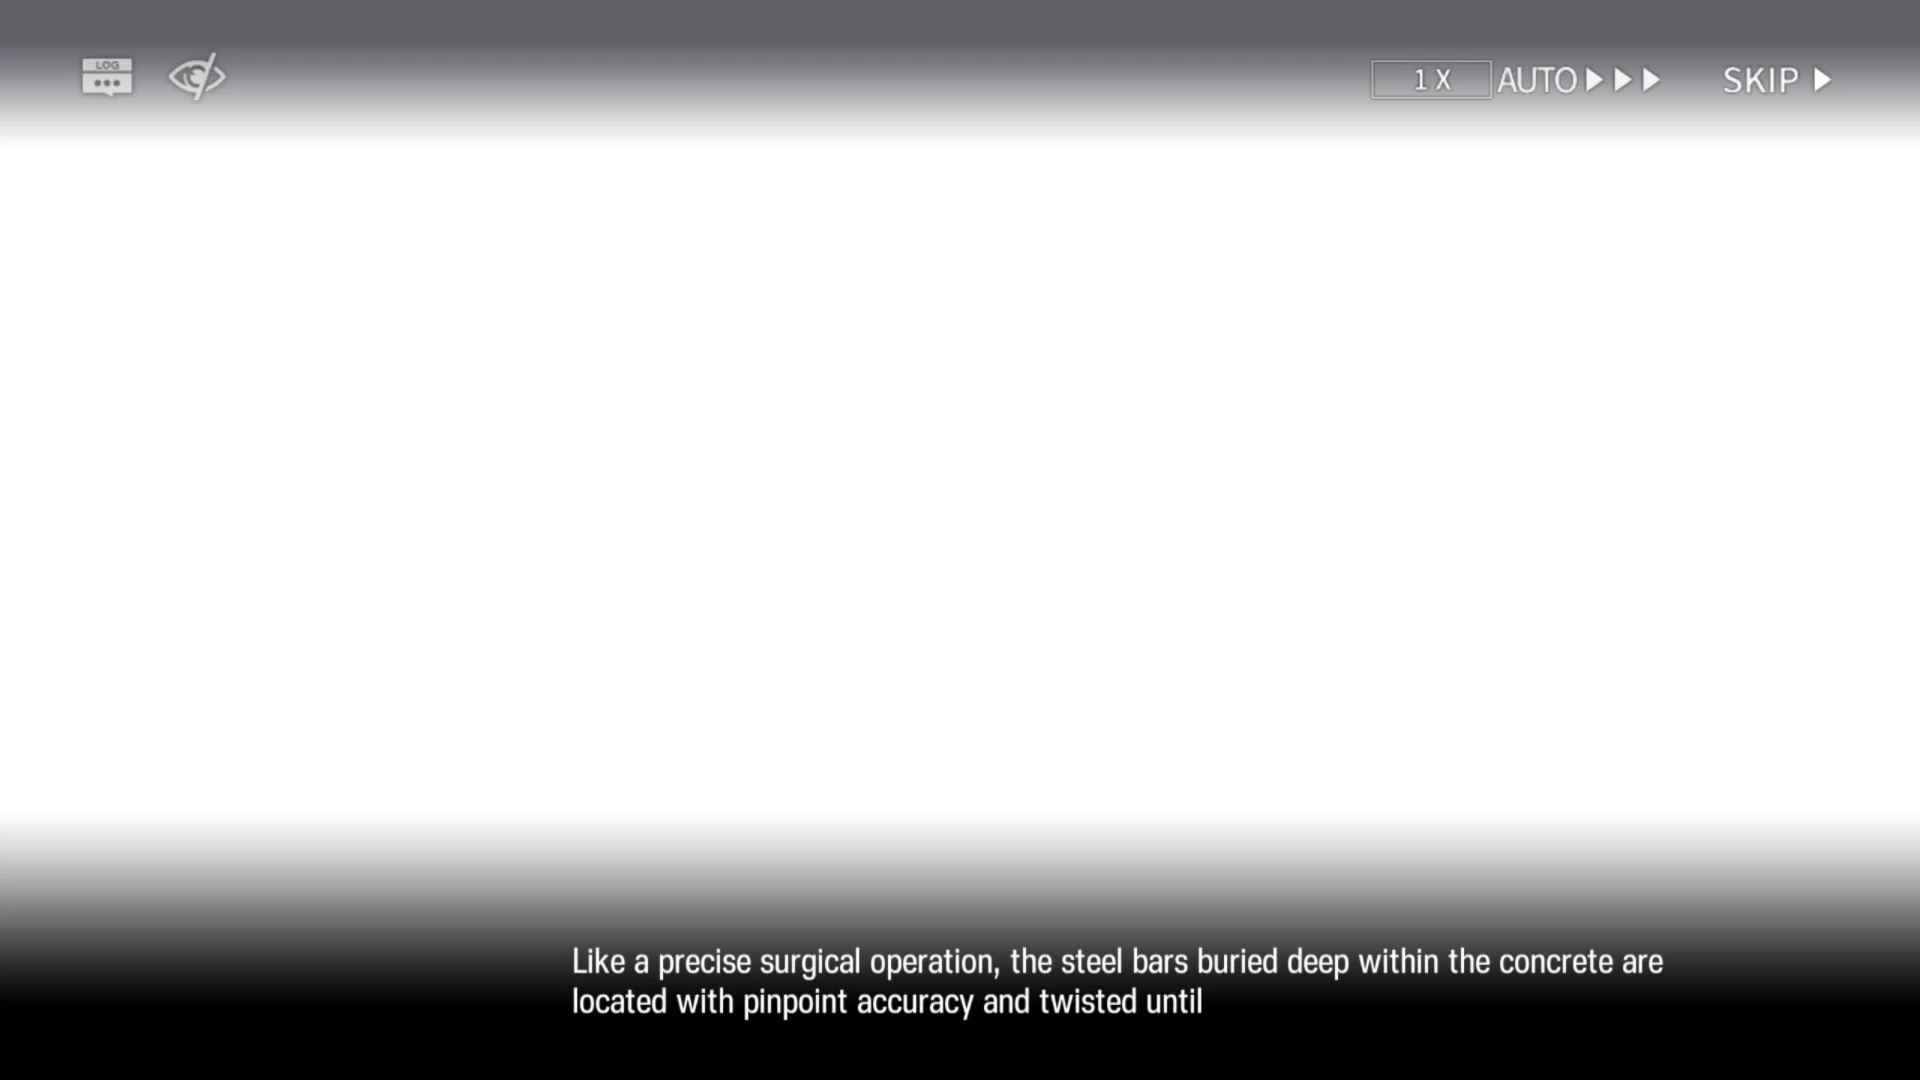 LOG
1 X AUTO SKIP
Like a precise surgical operation, the steel bars buried deep within the concrete are
located with pinpoint accuracy and twisted until